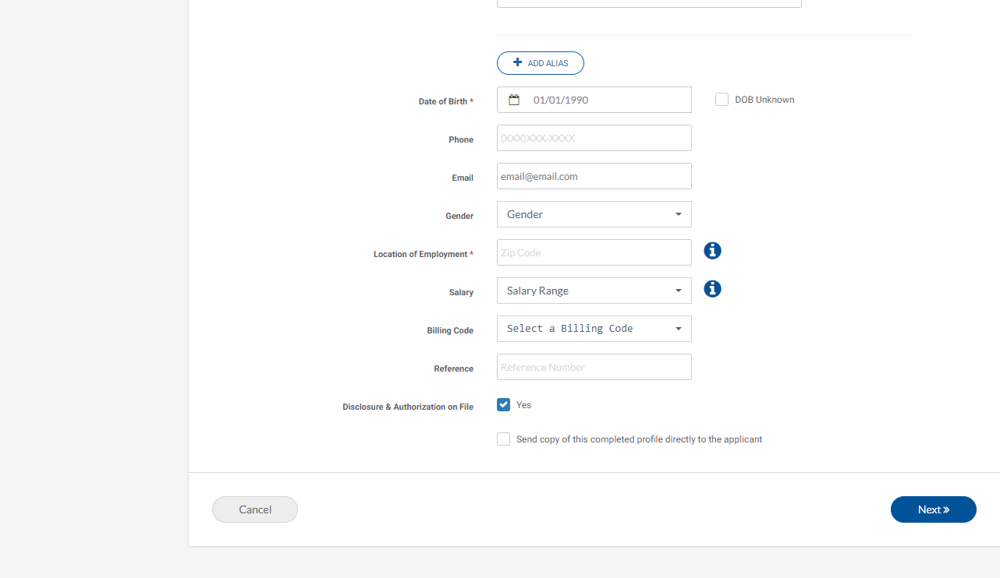 ADD ALIAS
Date of Birth * 01/01/1990 DOB Unknown
Phone (XXX)XXX-XXXX
Email email@email.com
Gender Gender
Location of Employment * Zip Code
Salary Salary Range
Billing Code Select a Billing Code
Reference Reference Number
Disclosure & Authorization on File Yes
Send copy of this completed profile directly to the applicant
Cancel Next »